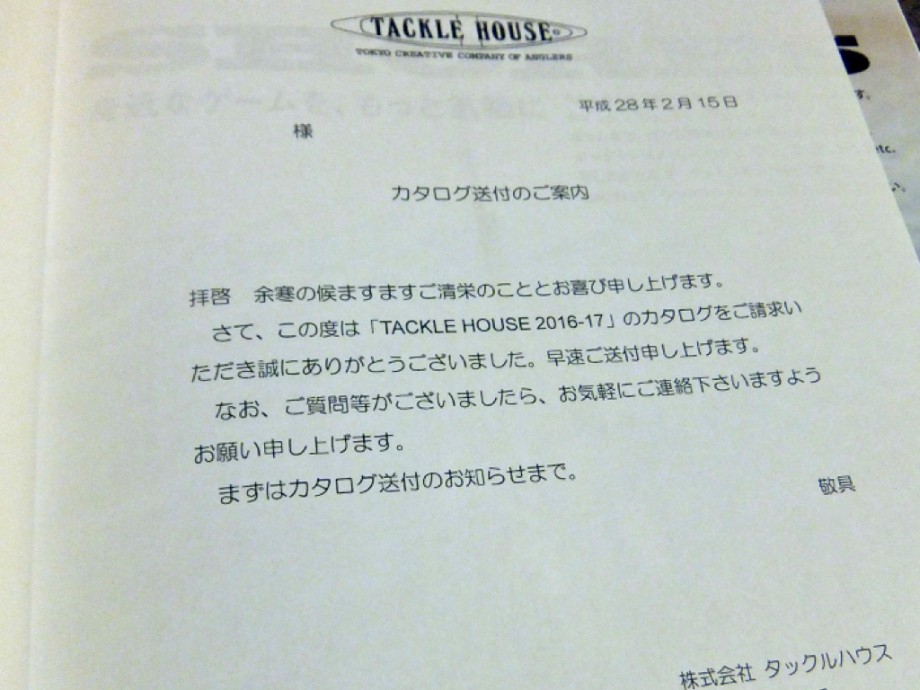 TACKLE HOUSE
TOKYO CREATIVE COMPANY OF ANGLERS
平成28年2月15日
様
カタログ送付のご案内
拝啓　余寒の候ますますご清栄のこととお喜び申し上げます。
さて、この度は「TACKLE HOUSE 2016-17」のカタログをご請求い
ただき誠にありがとうございました。早速ご送付申し上げます。
なお、ご質問等がございましたら、お気軽にご連絡下さいますよう
お願い申し上げます。
まずはカタログ送付のお知らせまで。
敬具
株式会社 タックルハウス
5
す。
etc.
い。